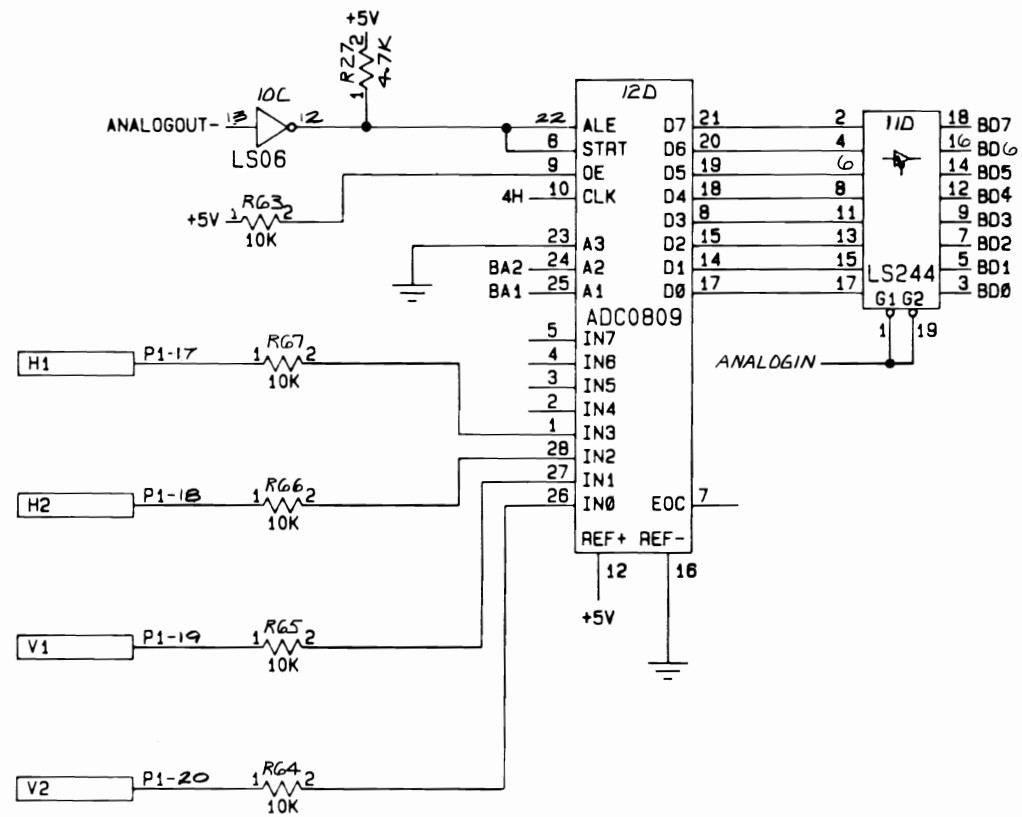 +5V
R27 1 2
4.7K
10C
ANALOGOUT- 13 12
LS06
R63
+5V 1 2
10K
12D
22 ALE D7 21
6 STRT D6 20
9 OE D5 19
4H 10 CLK D4 18
D3 8
23 A3 D2 15
BA2 24 A2 D1 14
BA1 25 A1 D0 17
ADC0809
5 IN7
4 IN6
3 IN5
2 IN4
1 IN3
28 IN2
27 IN1
26 IN0 EOC 7
REF+ REF-
12 16
+5V
11D
2 18 BD7
4 16 BD6
6 14 BD5
8 12 BD4
11 9 BD3
13 7 BD2
15 5 BD1
17 3 BD0
LS244
G1 G2
1 19
ANALOGIN
H1 P1-17 1 R67 2
10K
H2 P1-18 1 R66 2
10K
V1 P1-19 1 R65 2
10K
V2 P1-20 1 R64 2
10K